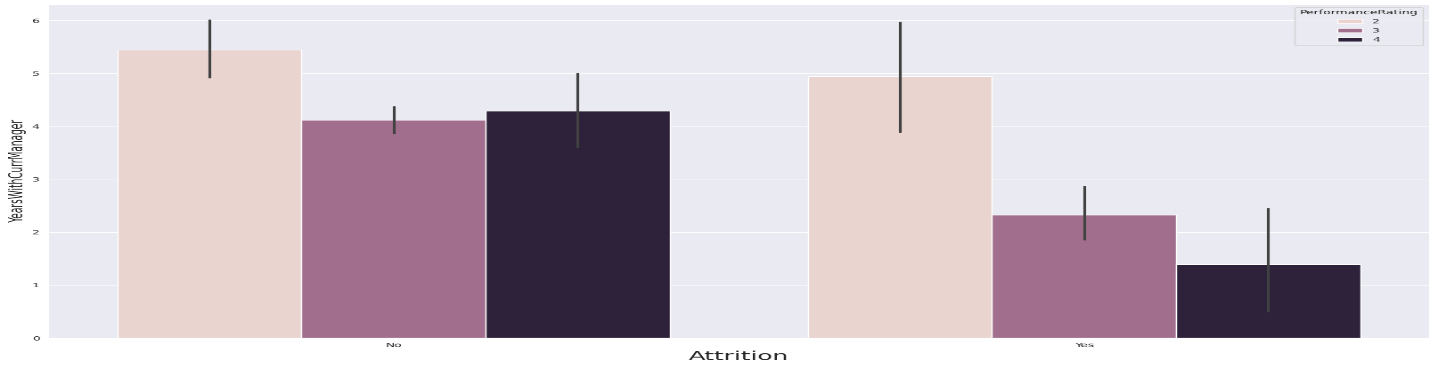 PerformanceRating
2
3
4
YearsWithCurrManager
6
5
4
3
2
1
0
No
Yes
Attrition